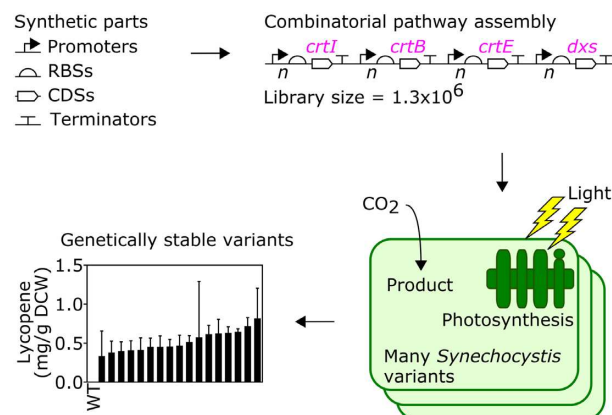 Synthetic parts
Promoters
RBSs
CDSs
Terminators
Combinatorial pathway assembly
crtI crtB crtE dxs
n n n n
Library size = 1.3x10^6
Light
CO2
Product
Photosynthesis
Many Synechocystis
variants
Genetically stable variants
Lycopene
(mg/g DCW)
1.5
1.0
0.5
0.0
WT